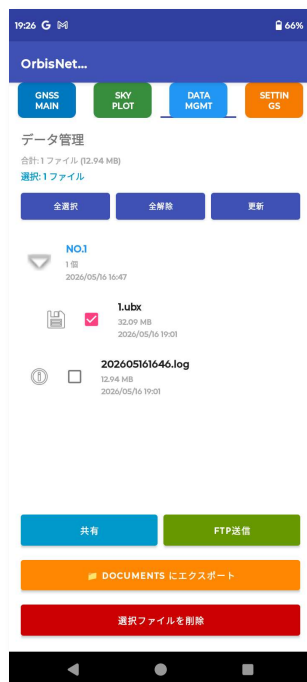 19:26 G
66%
OrbisNet...
GNSS MAIN
SKY PLOT
DATA MGMT
SETTIN GS
データ管理
合計: 1 ファイル (12.94 MB)
選択: 1 ファイル
全選択
全解除
更新
NO.1
1 個
2026/05/16 16:47
1.ubx
32.09 MB
2026/05/16 19:01
202605161646.log
12.94 MB
2026/05/16 19:01
共有
FTP送信
📁 DOCUMENTS にエクスポート
選択ファイルを削除